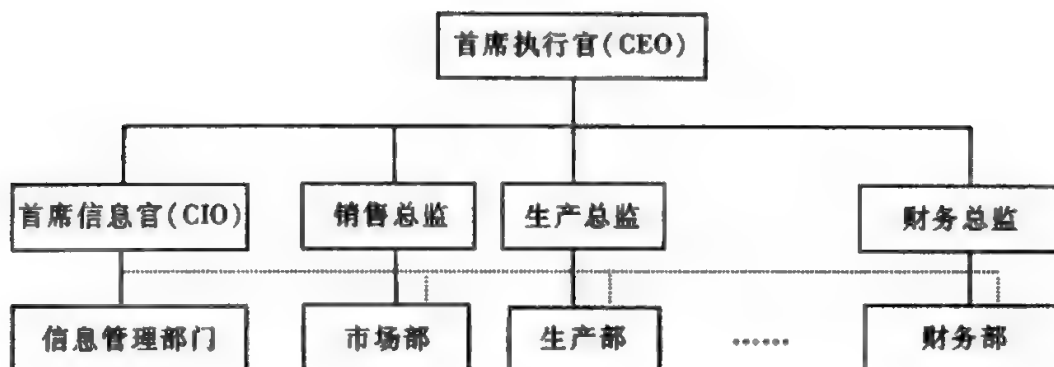 首席执行官(CEO)
首席信息官(CIO)
销售总监
生产总监
财务总监
信息管理部门
市场部
生产部
......
财务部